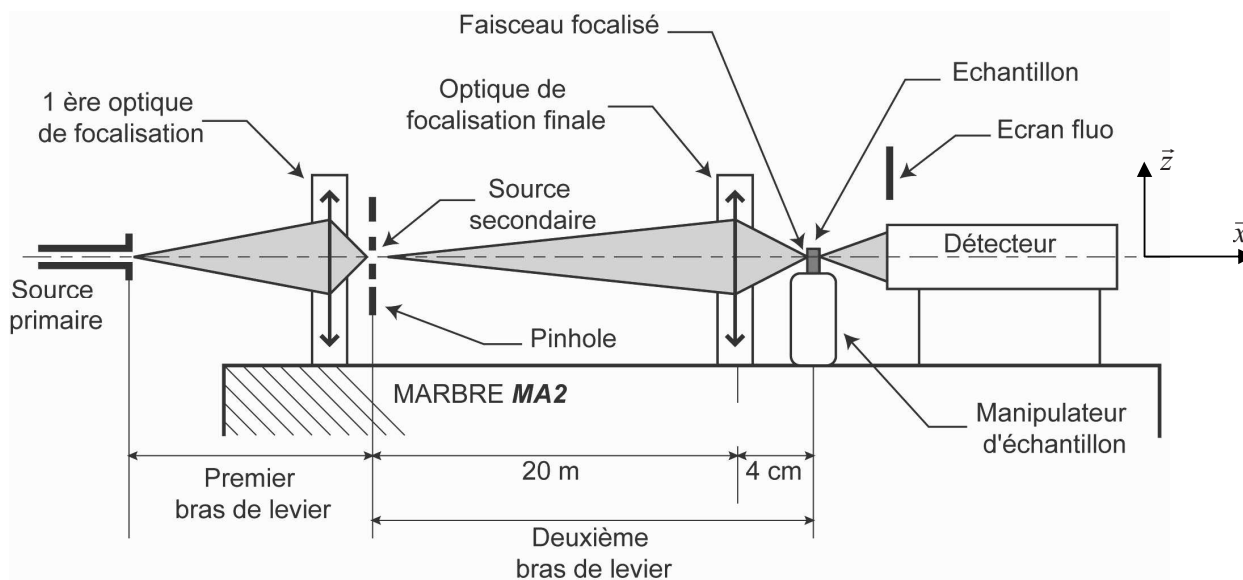 Faisceau focalisé
Echantillon
1 ère optique
de focalisation
Optique de
focalisation finale
Ecran fluo
z
Source
secondaire
Détecteur
x
Source
primaire
Pinhole
MARBRE MA2
Manipulateur
d'échantillon
Premier
bras de levier
20 m
4 cm
Deuxième
bras de levier